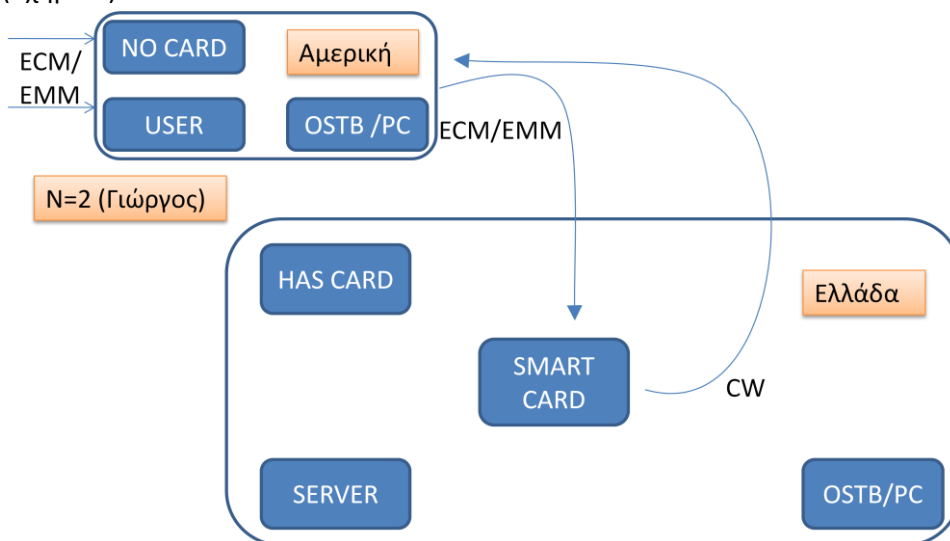 NO CARD
Αμερική
ECM/
EMM
USER
OSTB /PC
ECM/EMM
N=2 (Γιώργος)
HAS CARD
Ελλάδα
SMART
CARD
CW
SERVER
OSTB/PC